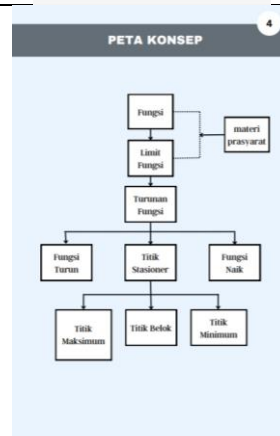 4
PETA KONSEP
Fungsi
materi
prasyarat
Limit
Fungsi
Turunan
Fungsi
Fungsi
Turun
Titik
Stasioner
Fungsi
Naik
Titik
Maksimum
Titik Belok
Titik
Minimum